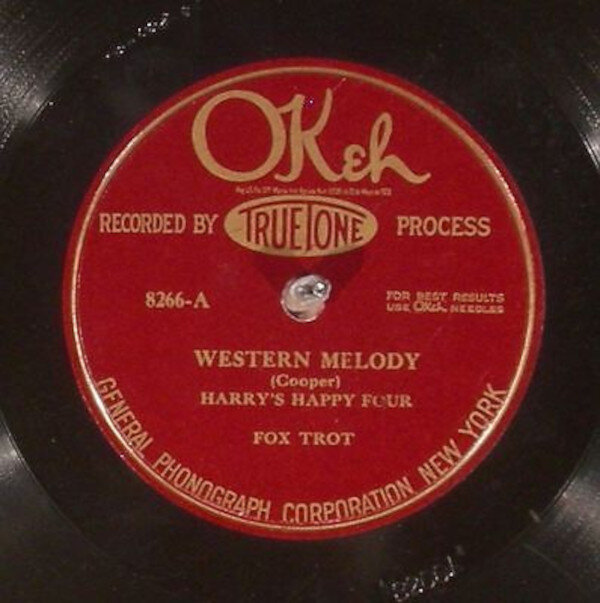 OKeh
RECORDED BY TRUETONE PROCESS
8266-A
FOR BEST RESULTS
USE OKeh NEEDLES
WESTERN MELODY
(Cooper)
HARRY'S HAPPY FOUR
FOX TROT
GENERAL PHONOGRAPH CORPORATION NEW YORK